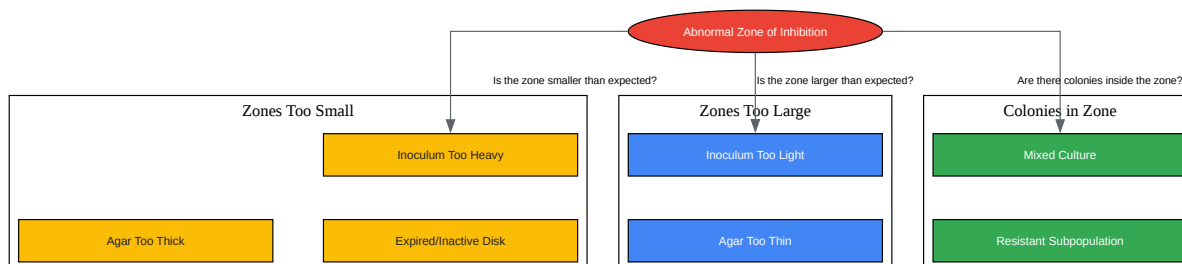 Abnormal Zone of Inhibition
Is the zone smaller than expected?
Is the zone larger than expected?
Are there colonies inside the zone?
Zones Too Small
Zones Too Large
Colonies in Zone
Inoculum Too Heavy
Inoculum Too Light
Mixed Culture
Agar Too Thick
Expired/Inactive Disk
Agar Too Thin
Resistant Subpopulation